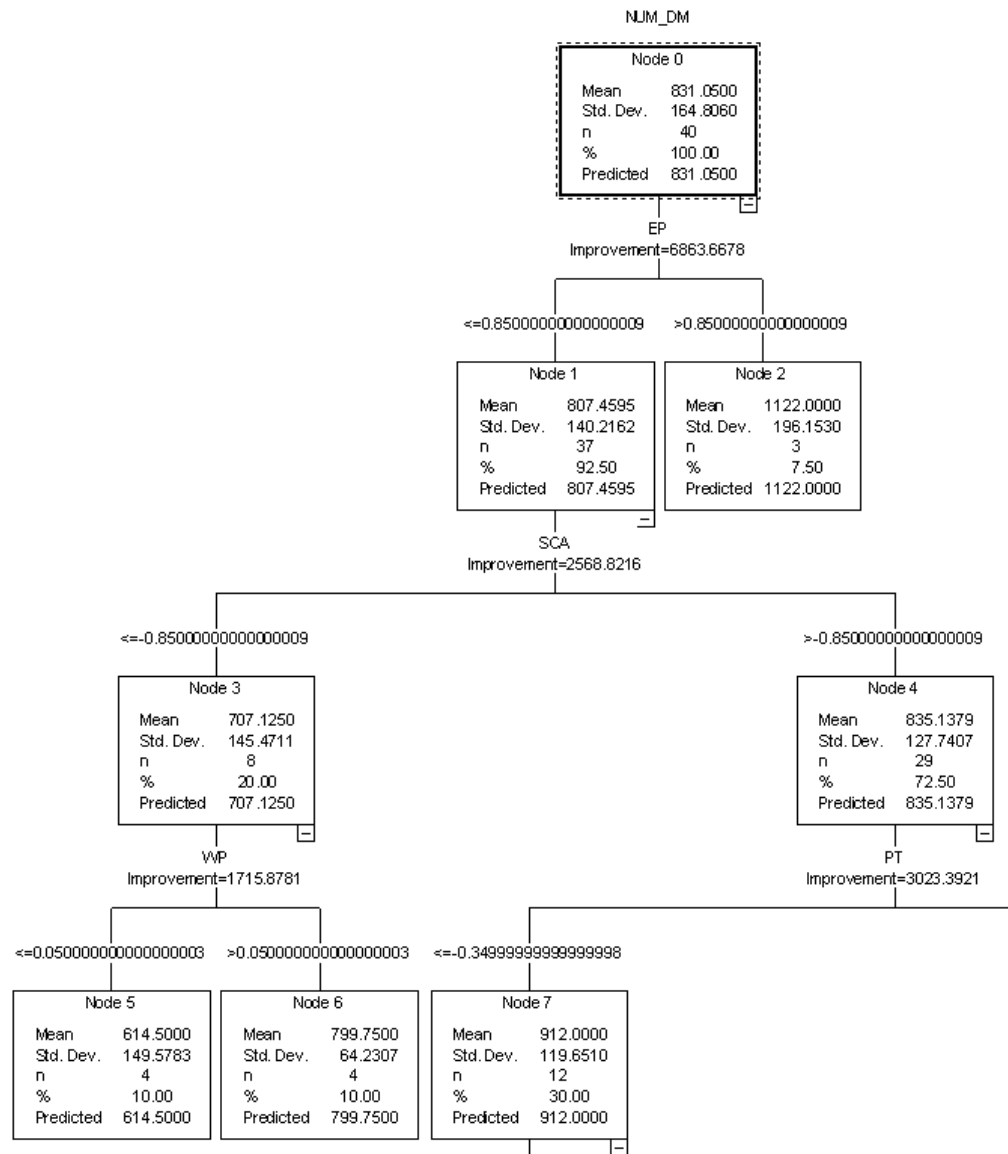 NUM_DM
Node 0
Mean 831.0500
Std. Dev. 164.8060
n 40
% 100.00
Predicted 831.0500
EP
Improvement=6863.6678
<=0.85000000000000009 >0.85000000000000009
Node 1
Mean 807.4595
Std. Dev. 140.2162
n 37
% 92.50
Predicted 807.4595
Node 2
Mean 1122.0000
Std. Dev. 196.1530
n 3
% 7.50
Predicted 1122.0000
SCA
Improvement=2568.8216
<=-0.85000000000000009 >-0.85000000000000009
Node 3
Mean 707.1250
Std. Dev. 145.4711
n 8
% 20.00
Predicted 707.1250
Node 4
Mean 835.1379
Std. Dev. 127.7407
n 29
% 72.50
Predicted 835.1379
WP
Improvement=1715.8781
PT
Improvement=3023.3921
<=0.050000000000000003 >0.050000000000000003 <=-0.34999999999999998
Node 5
Mean 614.5000
Std. Dev. 149.5783
n 4
% 10.00
Predicted 614.5000
Node 6
Mean 799.7500
Std. Dev. 64.2307
n 4
% 10.00
Predicted 799.7500
Node 7
Mean 912.0000
Std. Dev. 119.6510
n 12
% 30.00
Predicted 912.0000